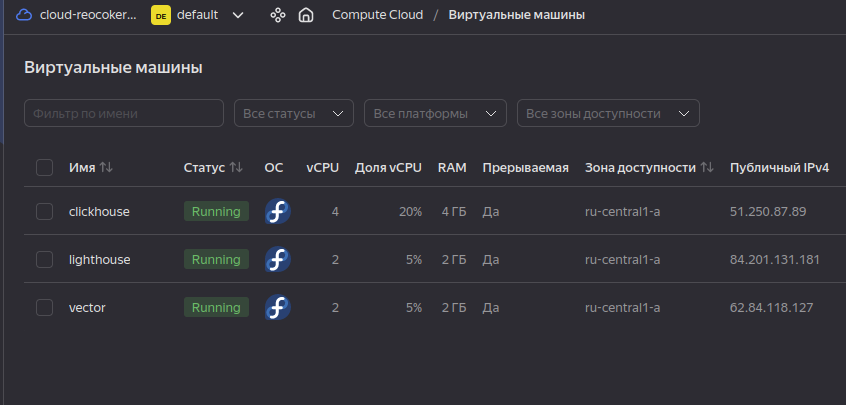 cloud-reocoker... DE default Compute Cloud / Виртуальные машины
Виртуальные машины
Фильтр по имени Все статусы Все платформы Все зоны доступности
Имя Статус ОС vCPU Доля vCPU RAM Прерываемая Зона доступности Публичный IPv4
clickhouse Running 4 20% 4 ГБ Да ru-central1-a 51.250.87.89
lighthouse Running 2 5% 2 ГБ Да ru-central1-a 84.201.131.181
vector Running 2 5% 2 ГБ Да ru-central1-a 62.84.118.127